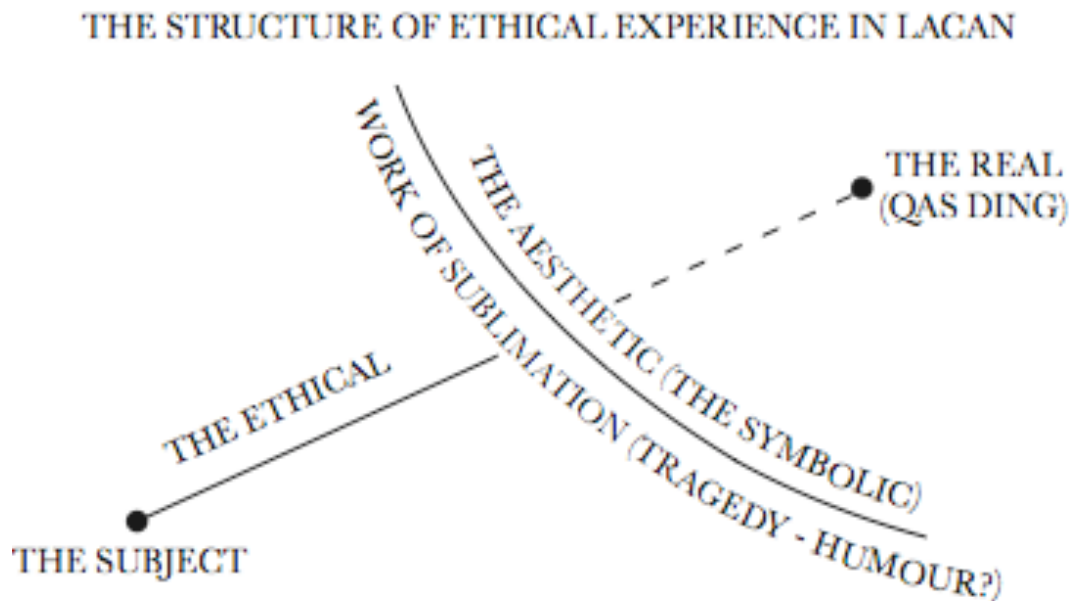 THE STRUCTURE OF ETHICAL EXPERIENCE IN LACAN
WORK OF SUBLIMATION (TRAGEDY - HUMOUR?)
THE AESTHETIC (THE SYMBOLIC)
THE REAL
(QAS DING)
THE ETHICAL
THE SUBJECT